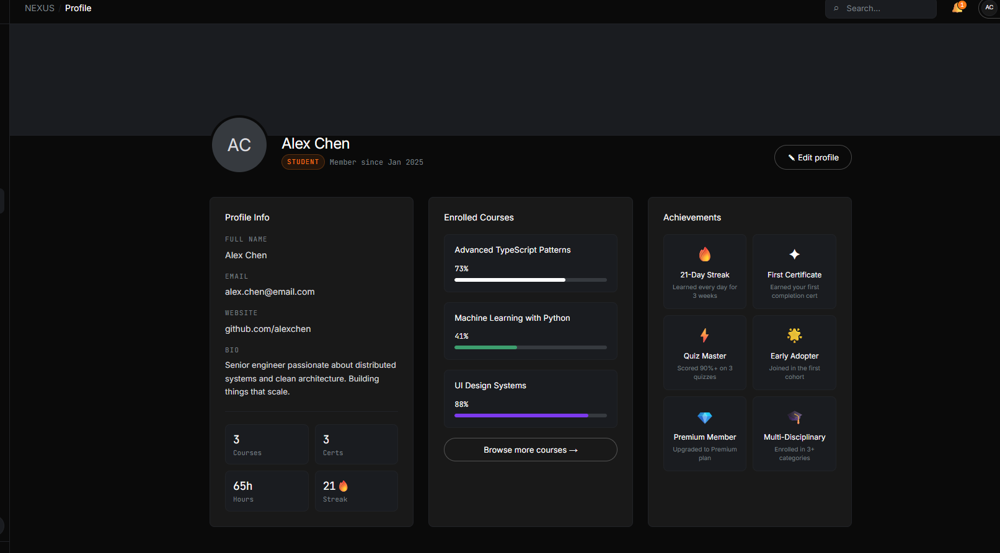 NEXUS / Profile
Search...
1
AC
AC
Alex Chen
STUDENT Member since Jan 2025
Edit profile
Profile Info
FULL NAME
Alex Chen
EMAIL
alex.chen@email.com
WEBSITE
github.com/alexchen
BIO
Senior engineer passionate about distributed
systems and clean architecture. Building
things that scale.
3
Courses
3
Certs
65h
Hours
21
Streak
Enrolled Courses
Advanced TypeScript Patterns
73%
Machine Learning with Python
41%
UI Design Systems
88%
Browse more courses →
Achievements
21-Day Streak
Learned every day for
3 weeks
First Certificate
Earned your first
completion cert
Quiz Master
Scored 90%+ on 3
quizzes
Early Adopter
Joined in the first
cohort
Premium Member
Upgraded to Premium
plan
Multi-Disciplinary
Enrolled in 3+
categories